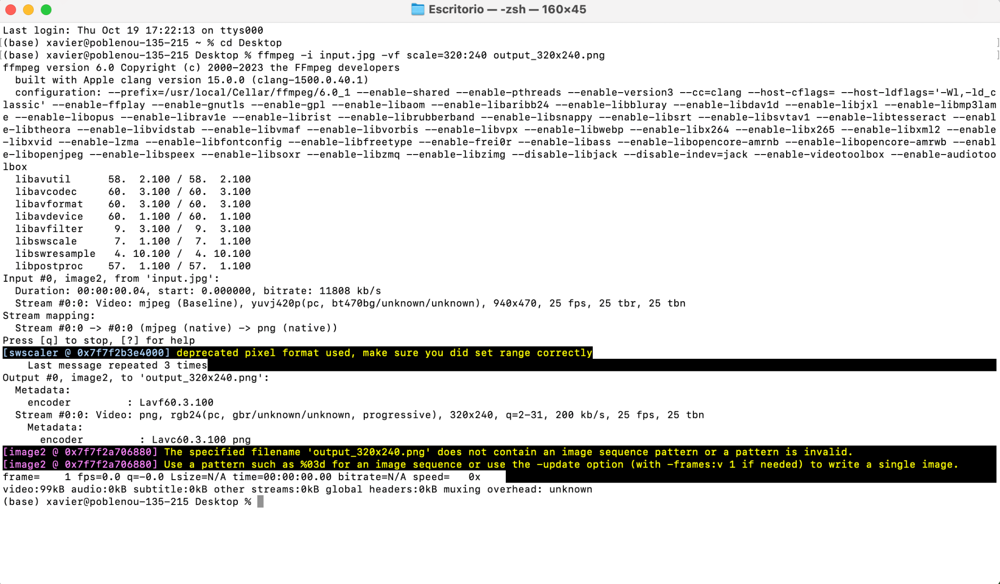 Escritorio — -zsh — 160×45
Last login: Thu Oct 19 17:22:13 on ttys000
[(base) xavier@poblenou-135-215 ~ % cd Desktop ]
[(base) xavier@poblenou-135-215 Desktop % ffmpeg -i input.jpg -vf scale=320:240 output_320x240.png ]
ffmpeg version 6.0 Copyright (c) 2000-2023 the FFmpeg developers
  built with Apple clang version 15.0.0 (clang-1500.0.40.1)
  configuration: --prefix=/usr/local/Cellar/ffmpeg/6.0_1 --enable-shared --enable-pthreads --enable-version3 --cc=clang --host-cflags= --host-ldflags='-Wl,-ld_c
lassic' --enable-ffplay --enable-gnutls --enable-gpl --enable-libaom --enable-libaribb24 --enable-libbluray --enable-libdav1d --enable-libjxl --enable-libmp3lam
e --enable-libopus --enable-librav1e --enable-librist --enable-librubberband --enable-libsnappy --enable-libsrt --enable-libsvtav1 --enable-libtesseract --enabl
e-libtheora --enable-libvidstab --enable-libvmaf --enable-libvorbis --enable-libvpx --enable-libwebp --enable-libx264 --enable-libx265 --enable-libxml2 --enable
-libxvid --enable-lzma --enable-libfontconfig --enable-libfreetype --enable-frei0r --enable-libass --enable-libopencore-amrnb --enable-libopencore-amrwb --enabl
e-libopenjpeg --enable-libspeex --enable-libsoxr --enable-libzmq --enable-libzimg --disable-libjack --disable-indev=jack --enable-videotoolbox --enable-audiotoo
lbox
  libavutil      58.  2.100 / 58.  2.100
  libavcodec     60.  3.100 / 60.  3.100
  libavformat    60.  3.100 / 60.  3.100
  libavdevice    60.  1.100 / 60.  1.100
  libavfilter     9.  3.100 /  9.  3.100
  libswscale      7.  1.100 /  7.  1.100
  libswresample   4. 10.100 /  4. 10.100
  libpostproc    57.  1.100 / 57.  1.100
Input #0, image2, from 'input.jpg':
  Duration: 00:00:00.04, start: 0.000000, bitrate: 11808 kb/s
  Stream #0:0: Video: mjpeg (Baseline), yuvj420p(pc, bt470bg/unknown/unknown), 940x470, 25 fps, 25 tbr, 25 tbn
Stream mapping:
  Stream #0:0 -> #0:0 (mjpeg (native) -> png (native))
Press [q] to stop, [?] for help
[swscaler @ 0x7f7f2b3e4000] deprecated pixel format used, make sure you did set range correctly
    Last message repeated 3 times
Output #0, image2, to 'output_320x240.png':
  Metadata:
    encoder         : Lavf60.3.100
  Stream #0:0: Video: png, rgb24(pc, gbr/unknown/unknown, progressive), 320x240, q=2-31, 200 kb/s, 25 fps, 25 tbn
    Metadata:
      encoder         : Lavc60.3.100 png
[image2 @ 0x7f7f2a706880] The specified filename 'output_320x240.png' does not contain an image sequence pattern or a pattern is invalid.
[image2 @ 0x7f7f2a706880] Use a pattern such as %03d for an image sequence or use the -update option (with -frames:v 1 if needed) to write a single image.
frame=    1 fps=0.0 q=-0.0 Lsize=N/A time=00:00:00.00 bitrate=N/A speed=   0x
video:99kB audio:0kB subtitle:0kB other streams:0kB global headers:0kB muxing overhead: unknown
(base) xavier@poblenou-135-215 Desktop %